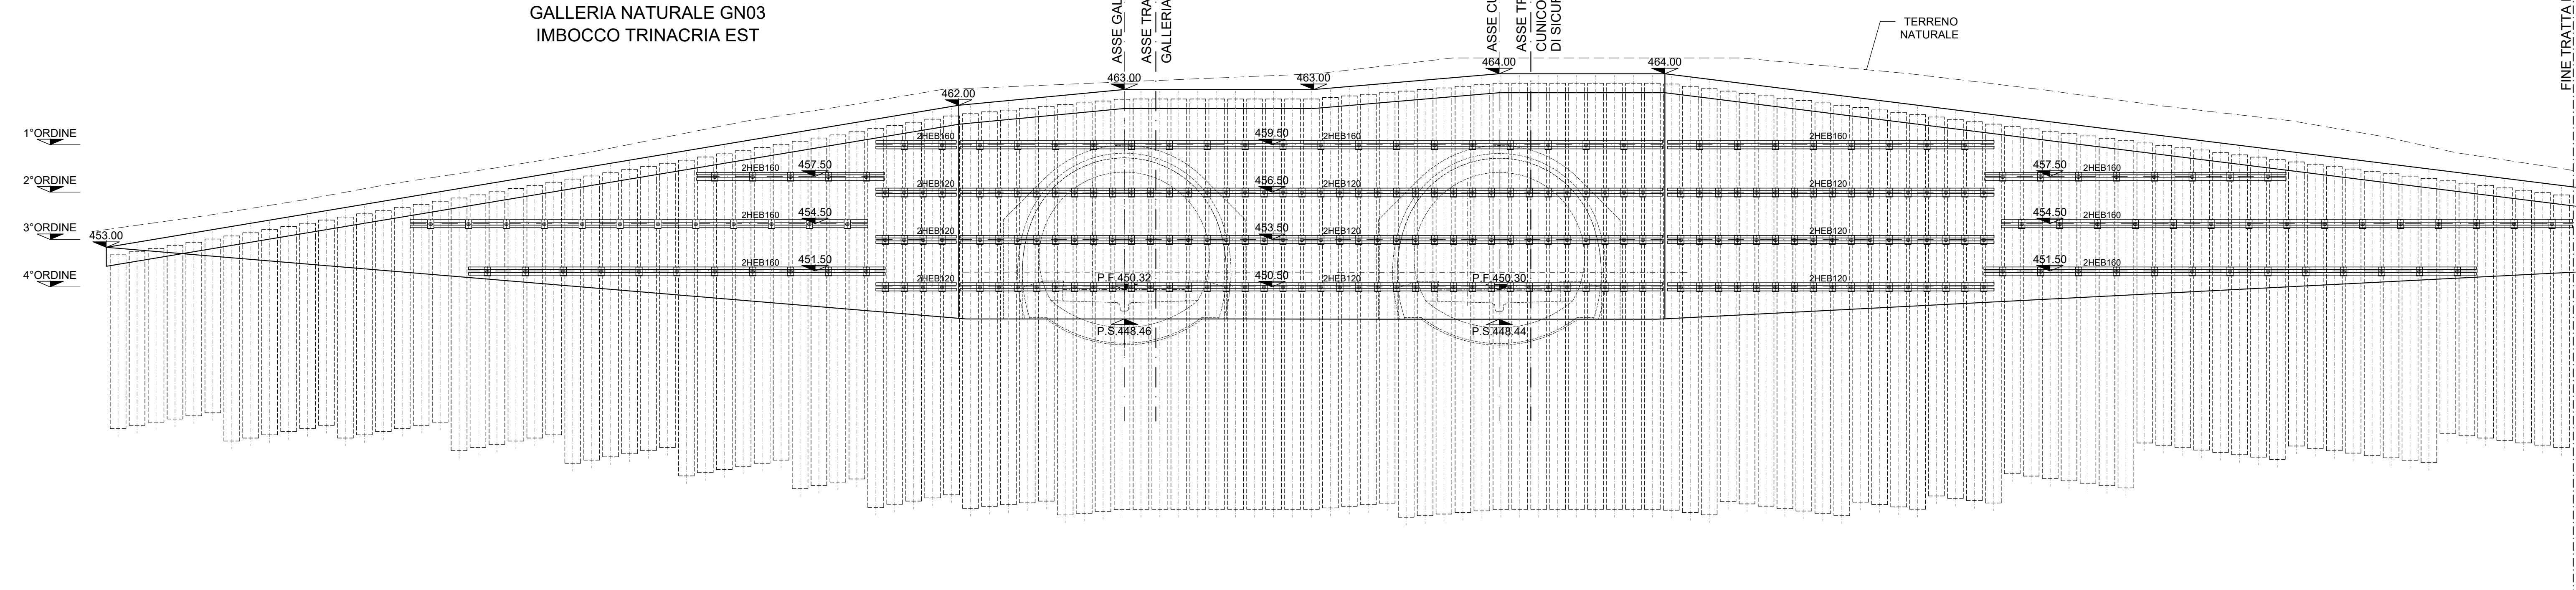 GALLERIA NATURALE GN03
IMBOCCO TRINACRIA EST
ASSE GAL
ASSE TRA
GALLERIA
ASSE CU
ASSE TR
CUNICO
DI SICUR
TERRENO
NATURALE
FINE TRATTA
464.00
464.00
463.00
463.00
462.00
1°ORDINE
2HEB160
459.50
2HEB160
2HEB160
2HEB160
457.50
457.50
2HEB160
2°ORDINE
2HEB120
456.50
2HEB120
2HEB120
2HEB160
454.50
454.50
2HEB160
3°ORDINE
453.00
2HEB120
453.50
2HEB120
2HEB120
2HEB160
451.50
451.50
2HEB160
4°ORDINE
2HEB120
P.F.450.32
450.50
2HEB120
P.F.450.30
2HEB120
P.S.448.46
P.S.448.44